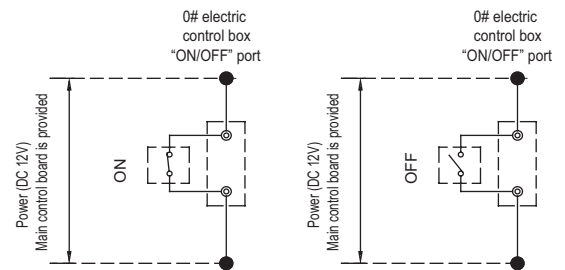 0# electric
control box
“ON/OFF” port
Power (DC 12V)
Main control board is provided
ON
0# electric
control box
“ON/OFF” port
Power (DC 12V)
Main control board is provided
OFF